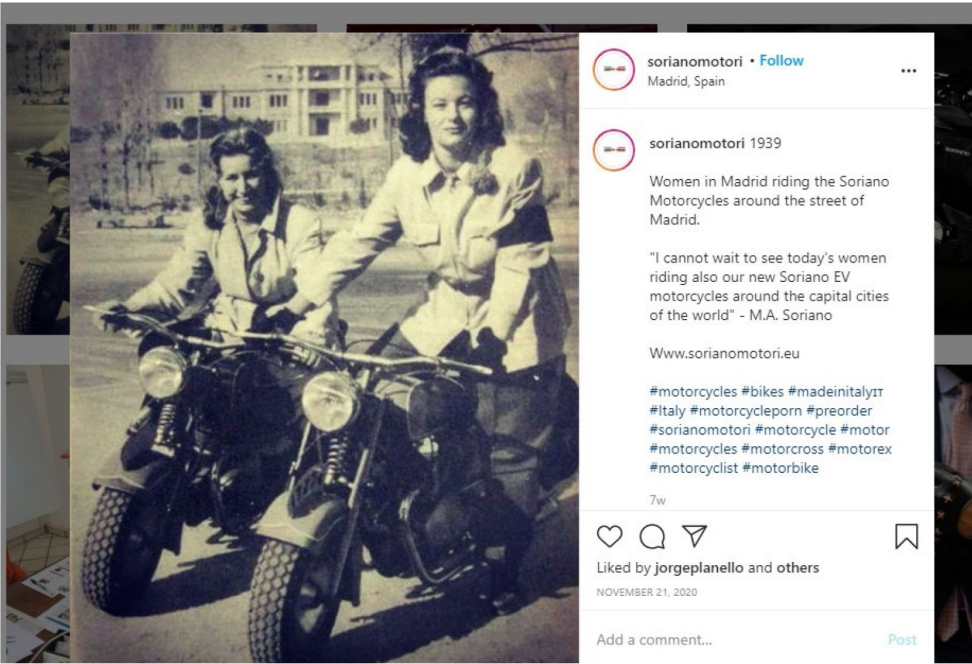 sorianomotori • Follow
Madrid, Spain
sorianomotori 1939
Women in Madrid riding the Soriano
Motorcycles around the street of
Madrid.
"I cannot wait to see today's women
riding also our new Soriano EV
motorcycles around the capital cities
of the world" - M.A. Soriano
Www.sorianomotori.eu
#motorcycles #bikes #madeinitalyIT
#Italy #motorcycleporn #preorder
#sorianomotori #motorcycle #motor
#motorcycles #motorcross #motorex
#motorcyclist #motorbike
7w
Liked by jorgeplanello and others
NOVEMBER 21, 2020
Add a comment... Post